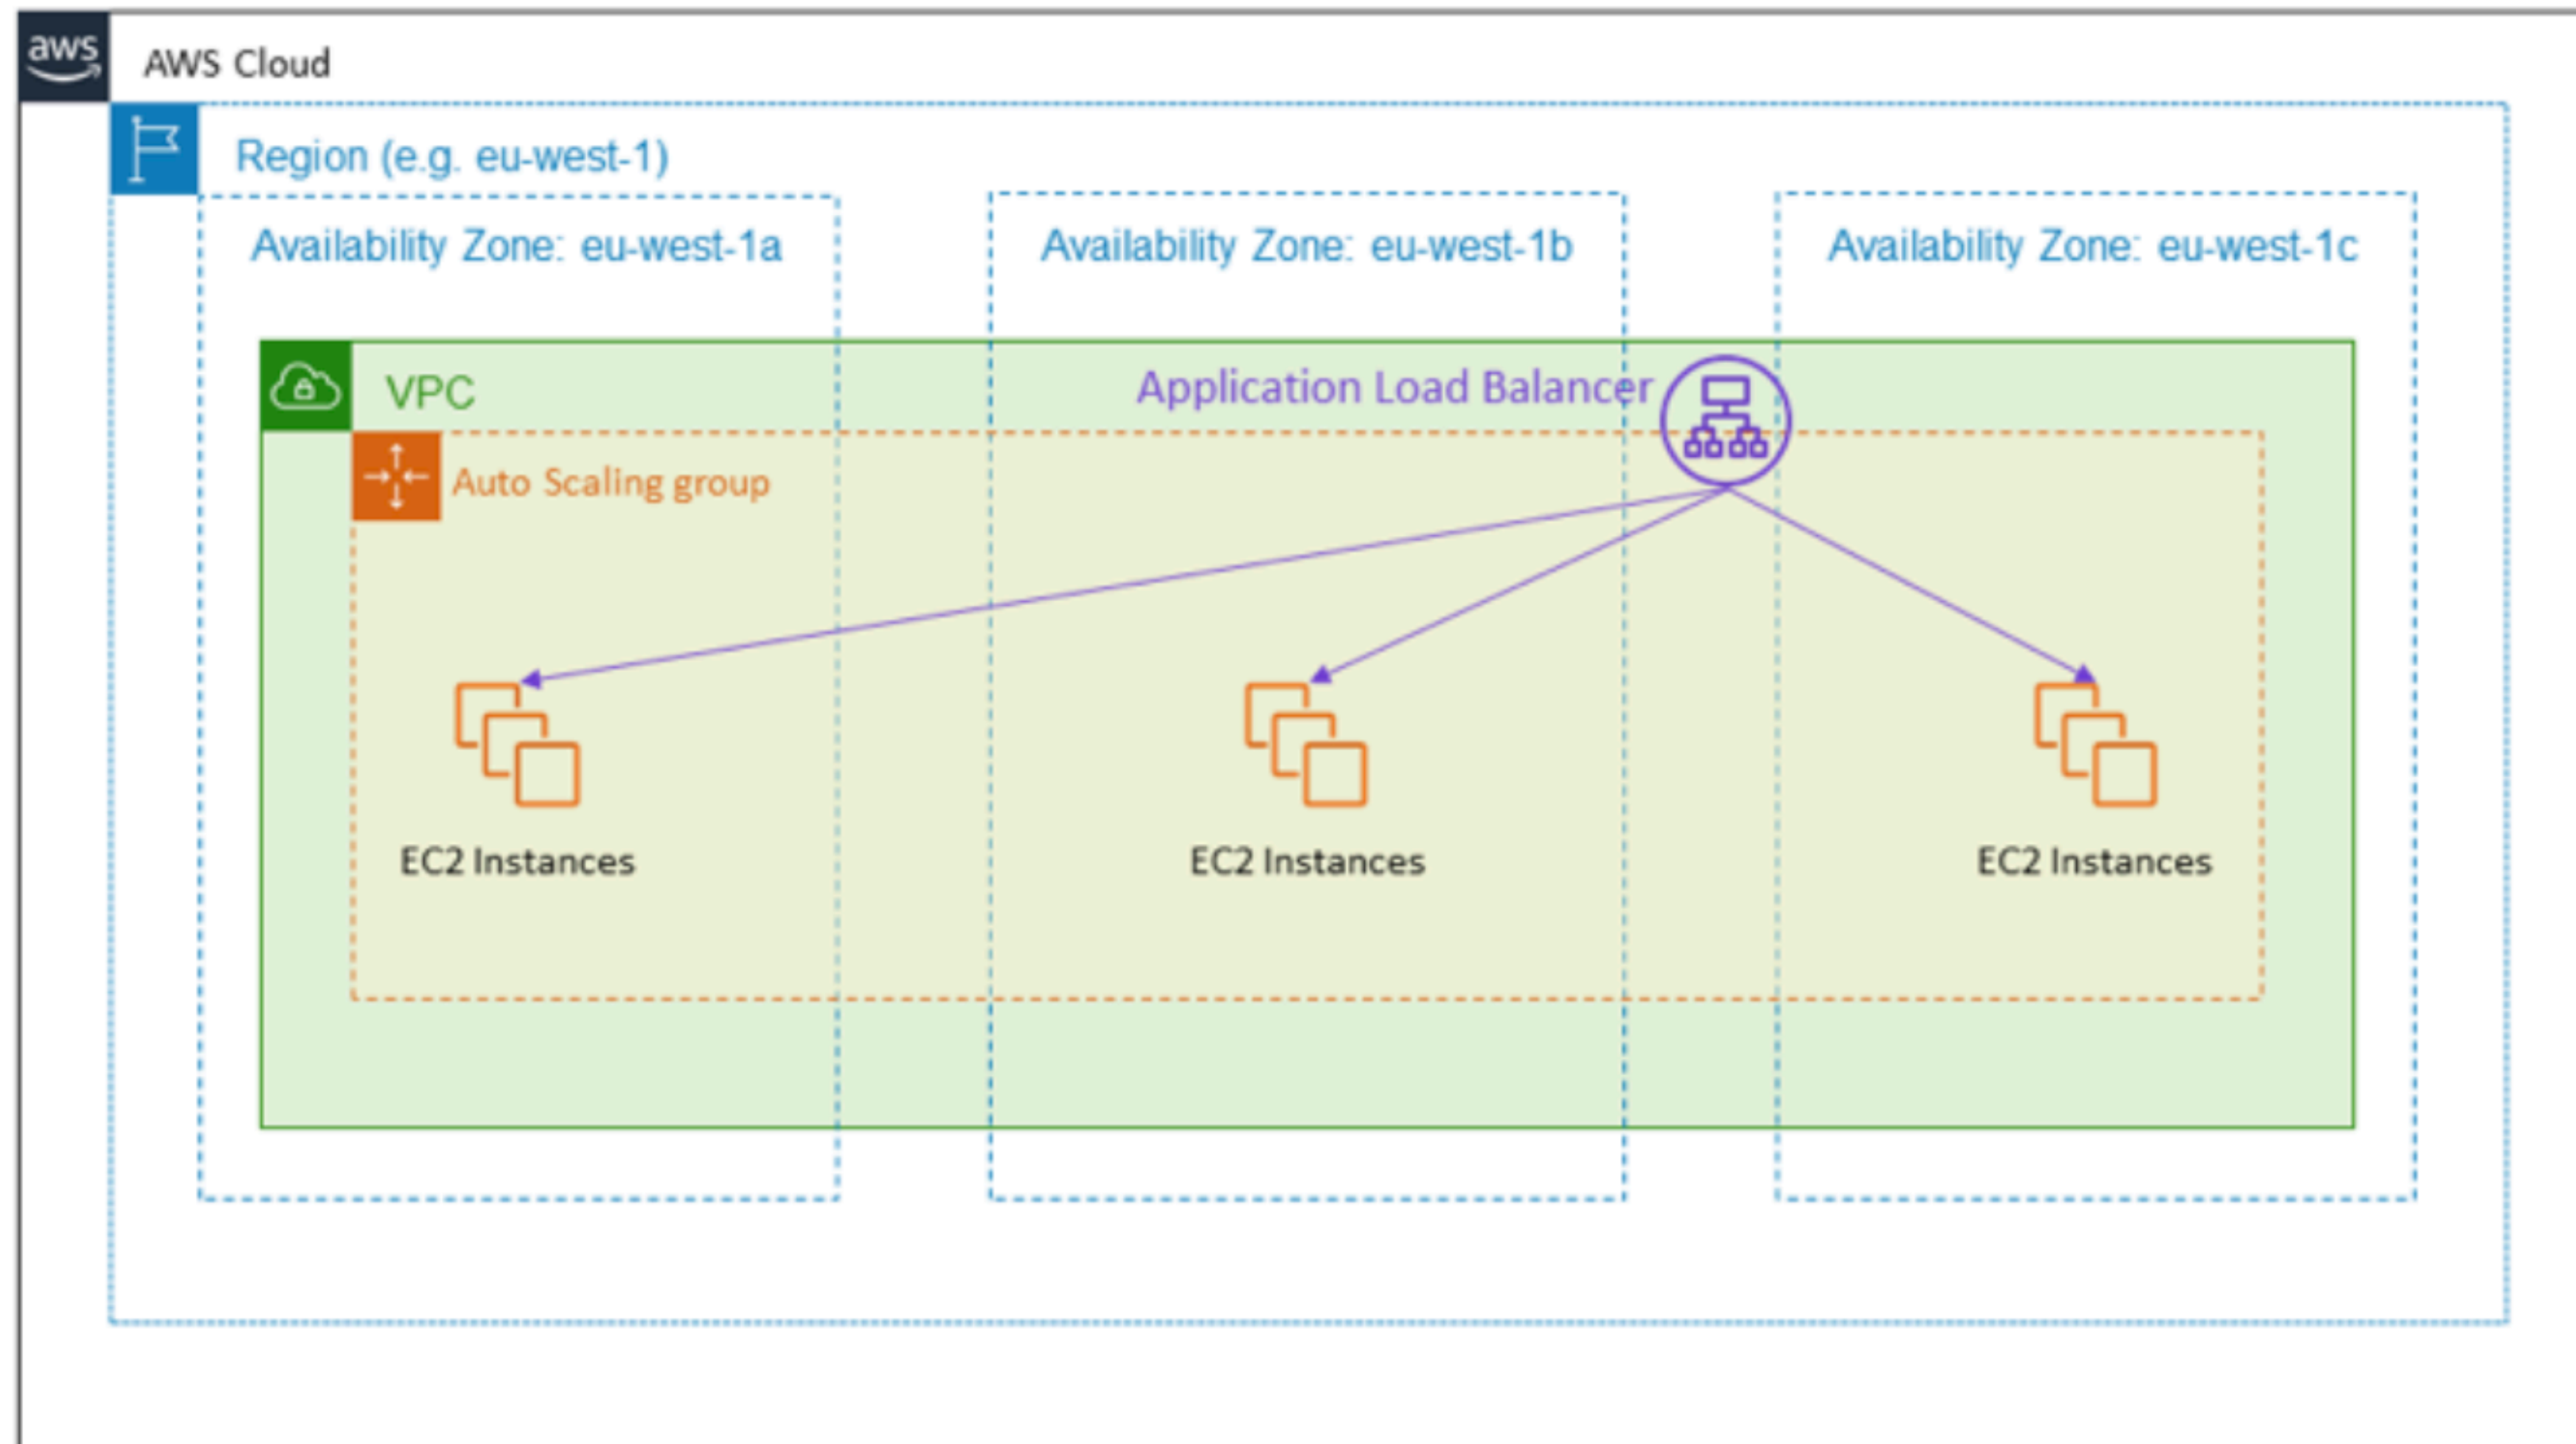 aws
AWS Cloud
Region (e.g. eu-west-1)
Availability Zone: eu-west-1a
Availability Zone: eu-west-1b
Availability Zone: eu-west-1c
VPC
Application Load Balancer
Auto Scaling group
EC2 Instances
EC2 Instances
EC2 Instances